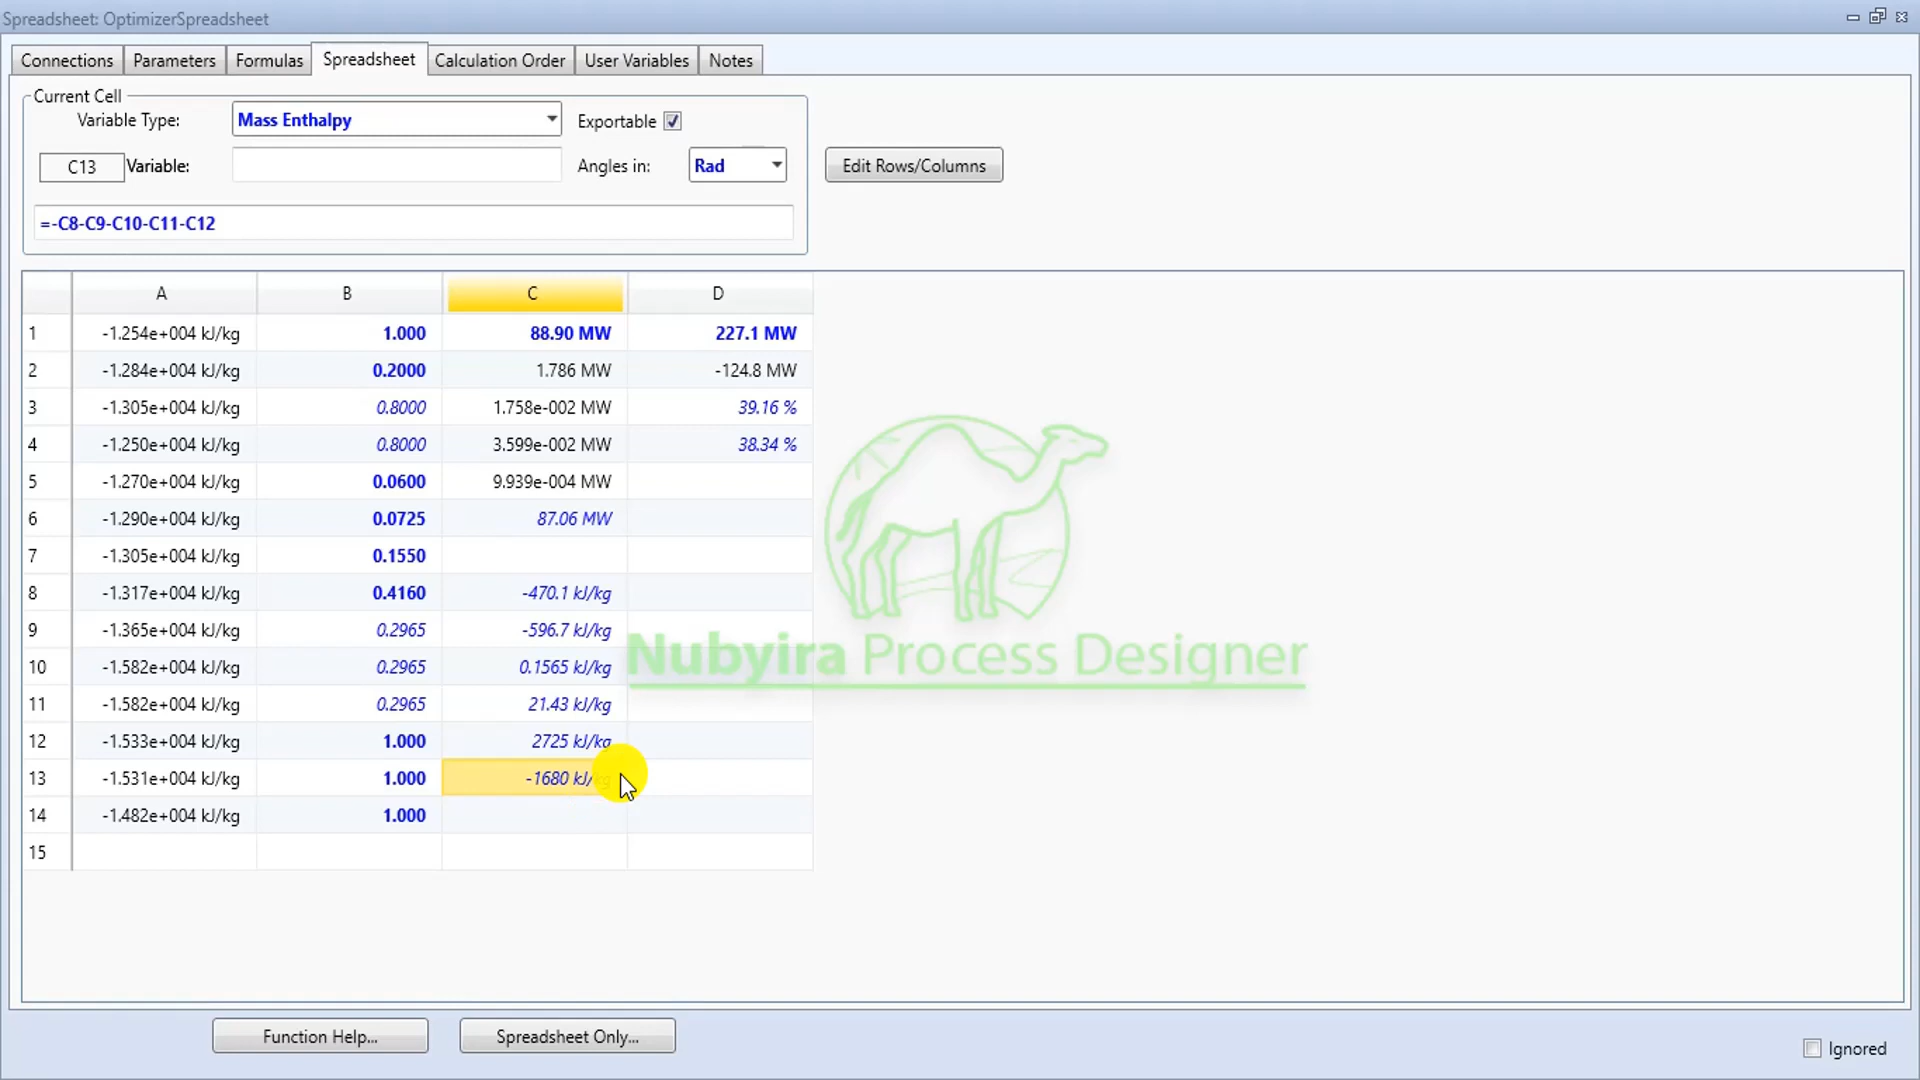 Spreadsheet: OptimizerSpreadsheet
Connections Parameters Formulas Spreadsheet Calculation Order User Variables Notes
Current Cell
Variable Type: Mass Enthalpy Exportable
C13 Variable: Angles in: Rad Edit Rows/Columns
=-C8-C9-C10-C11-C12
A B C D
1 -1.254e+004 kJ/kg 1.000 88.90 MW 227.1 MW
2 -1.284e+004 kJ/kg 0.2000 1.786 MW -124.8 MW
3 -1.305e+004 kJ/kg 0.8000 1.758e-002 MW 39.16 %
4 -1.250e+004 kJ/kg 0.8000 3.599e-002 MW 38.34 %
5 -1.270e+004 kJ/kg 0.0600 9.939e-004 MW
6 -1.290e+004 kJ/kg 0.0725 87.06 MW
7 -1.305e+004 kJ/kg 0.1550
8 -1.317e+004 kJ/kg 0.4160 -470.1 kJ/kg
9 -1.365e+004 kJ/kg 0.2965 -596.7 kJ/kg
10 -1.582e+004 kJ/kg 0.2965 0.1565 kJ/kg
11 -1.582e+004 kJ/kg 0.2965 21.43 kJ/kg
12 -1.533e+004 kJ/kg 1.000 2725 kJ/kg
13 -1.531e+004 kJ/kg 1.000 -1680 kJ/kg
14 -1.482e+004 kJ/kg 1.000
15
Nubyira Process Designer
Function Help... Spreadsheet Only... Ignored